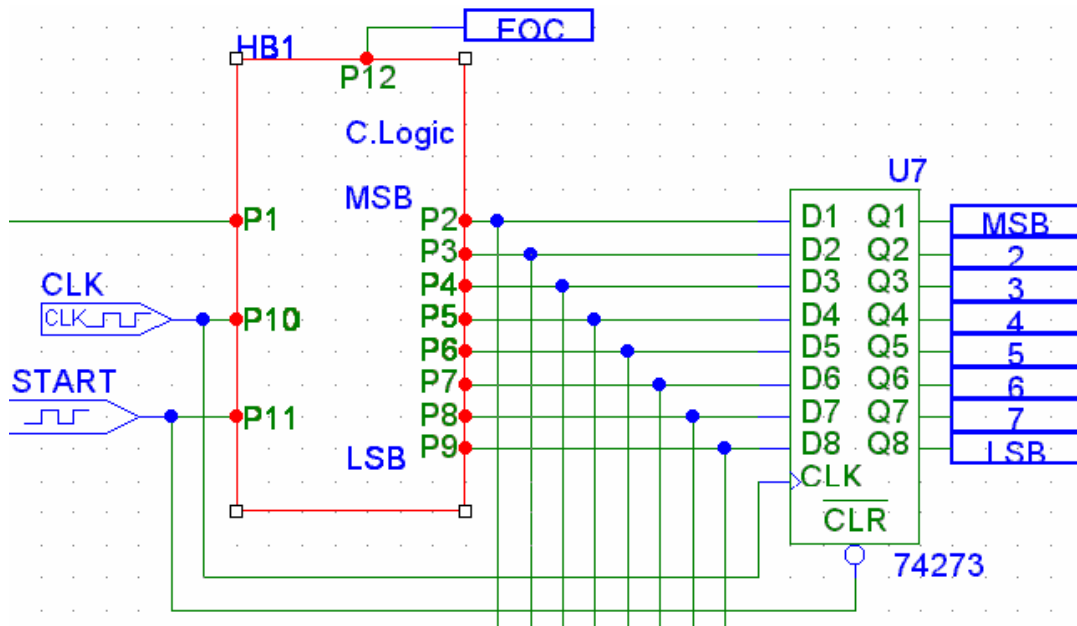 EOC
HB1
P12
C.Logic
MSB
U7
P1
P2
D1
Q1
MSB
P3
D2
Q2
2
CLK
P4
D3
Q3
3
CLK
P10
P5
D4
Q4
4
P6
D5
Q5
5
START
P7
D6
Q6
6
P11
P8
D7
Q7
7
LSB
P9
D8
Q8
LSB
CLK
CLR
74273